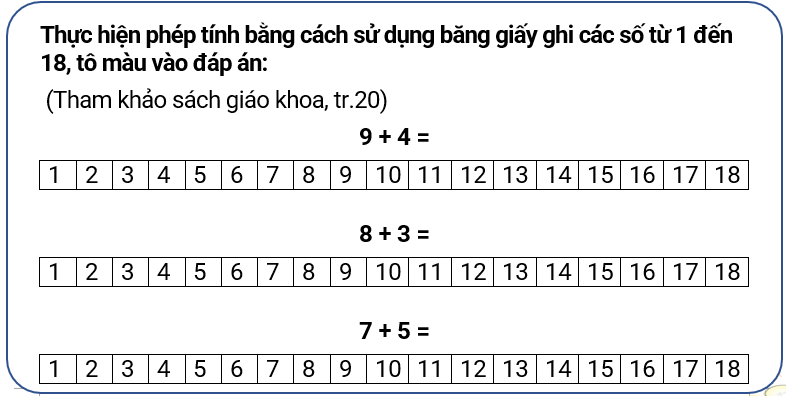 Thực hiện phép tính bằng cách sử dụng băng giấy ghi các số từ 1 đến
18, tô màu vào đáp án:
(Tham khảo sách giáo khoa, tr.20)
9 + 4 =
1 2 3 4 5 6 7 8 9 10 11 12 13 14 15 16 17 18
8 + 3 =
1 2 3 4 5 6 7 8 9 10 11 12 13 14 15 16 17 18
7 + 5 =
1 2 3 4 5 6 7 8 9 10 11 12 13 14 15 16 17 18